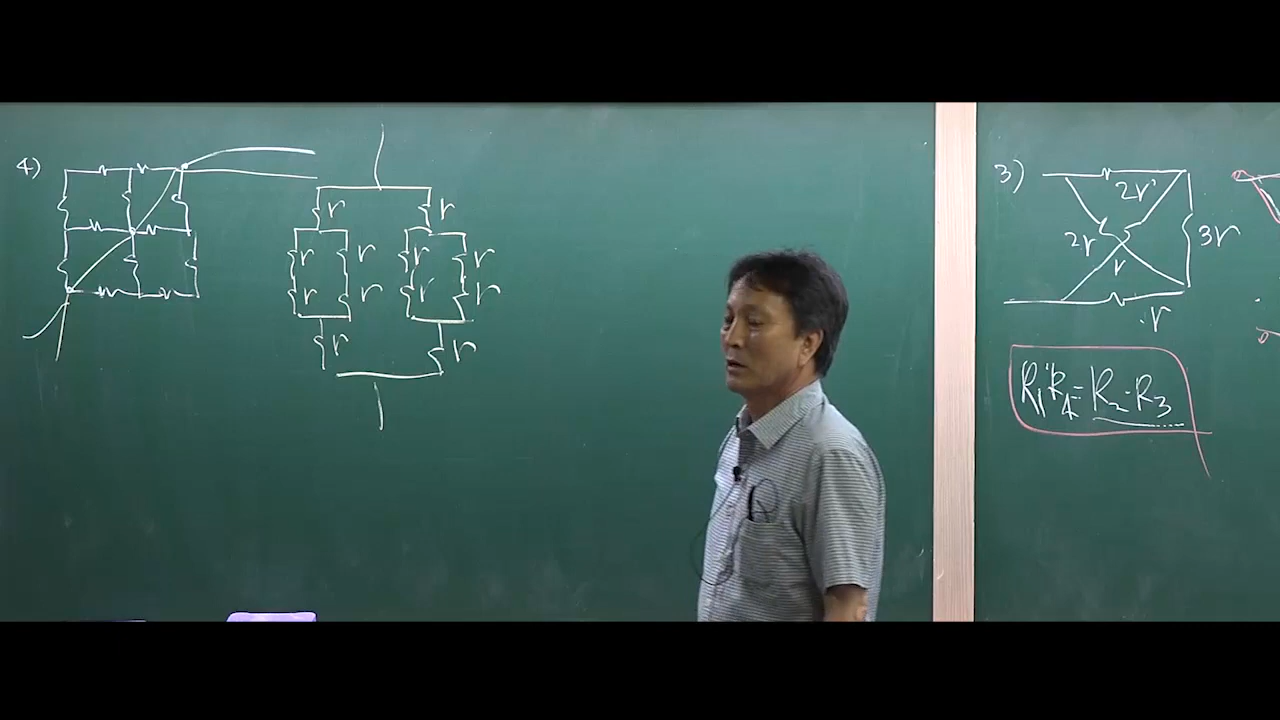 4)
r r
r r r r
r r r r
r r
3)
2r
2r 3r
r
r
R₁·R₄=R₂·R₃